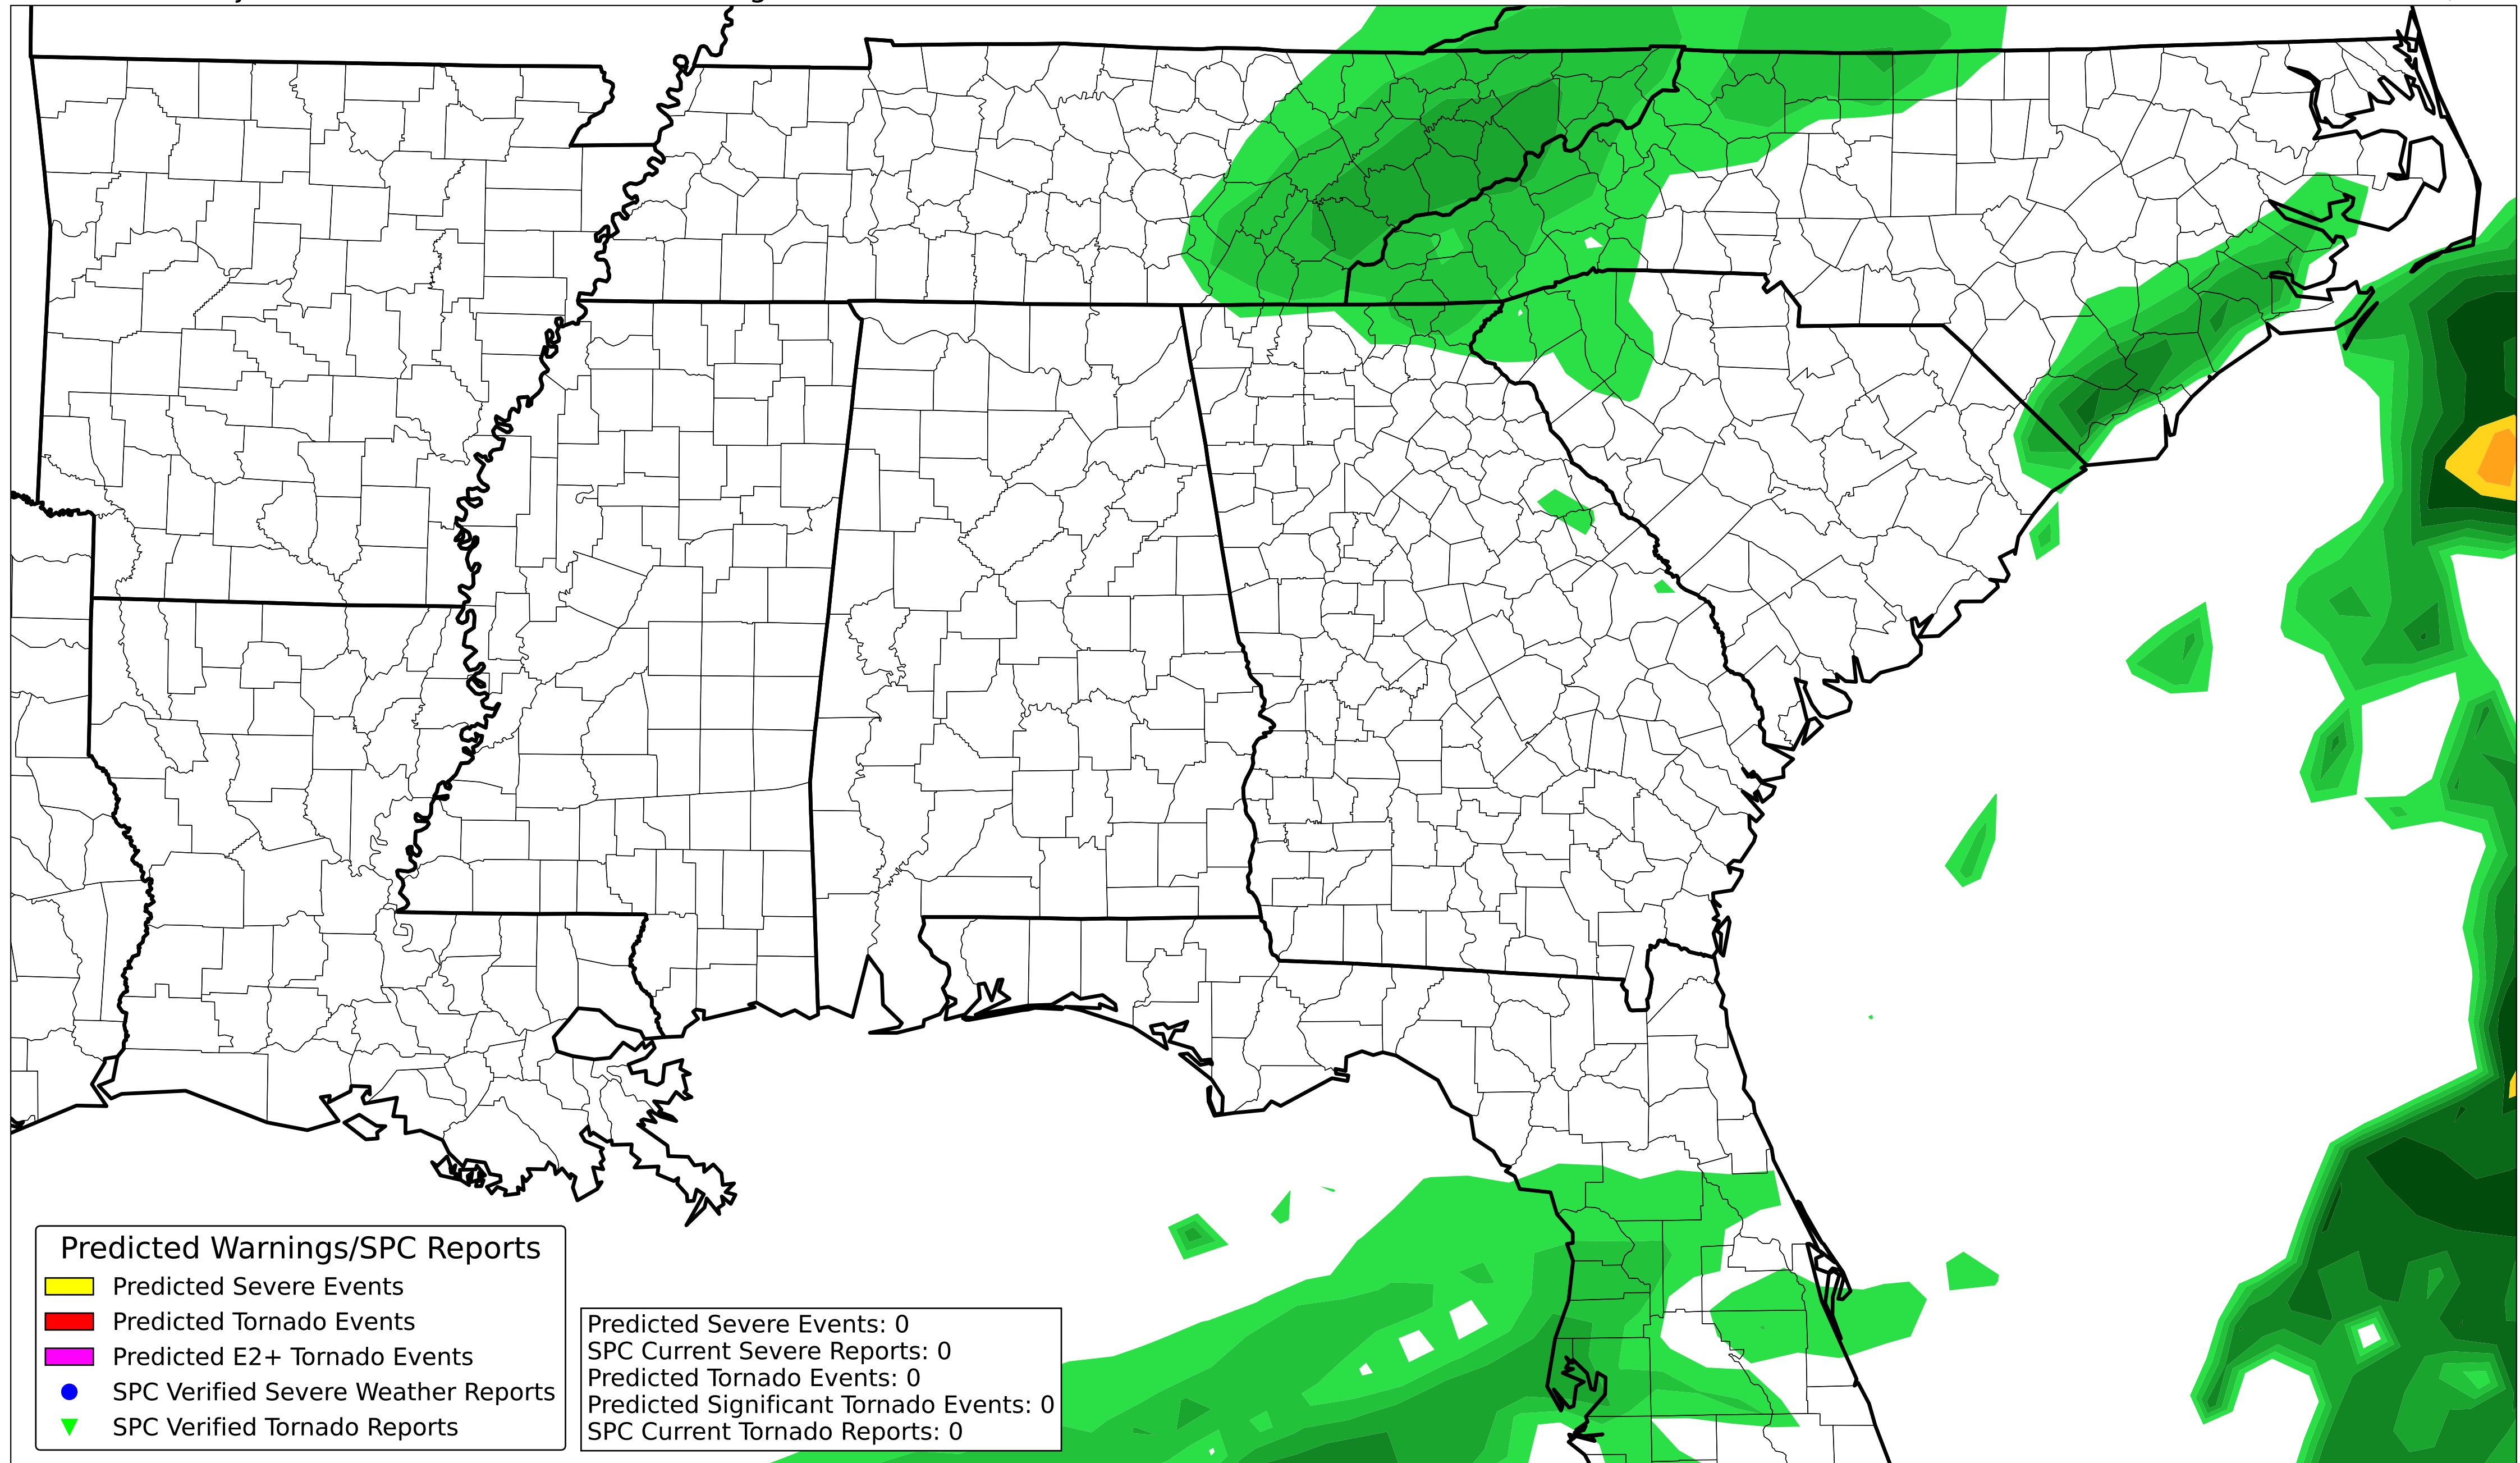 Predicted Warnings/SPC Reports
Predicted Severe Events
Predicted Tornado Events
Predicted E2+ Tornado Events
SPC Verified Severe Weather Reports
SPC Verified Tornado Reports
Predicted Severe Events: 0
SPC Current Severe Reports: 0
Predicted Tornado Events: 0
Predicted Significant Tornado Events: 0
SPC Current Tornado Reports: 0